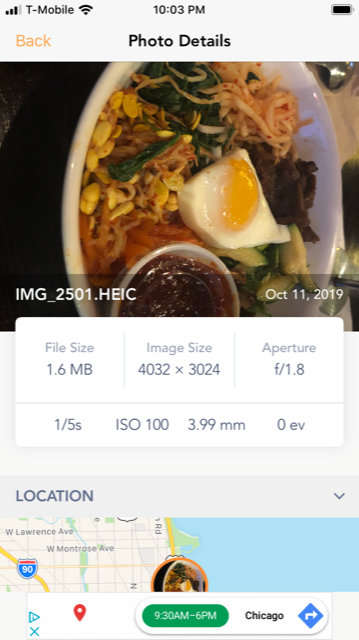 T-Mobile 10:03 PM
Back Photo Details
IMG_2501.HEIC Oct 11, 2019
File Size Image Size Aperture
1.6 MB 4032 × 3024 f/1.8
1/5s ISO 100 3.99 mm 0 ev
LOCATION
W Lawrence Ave
W Montrose Ave
90
N
9:30AM–6PM Chicago